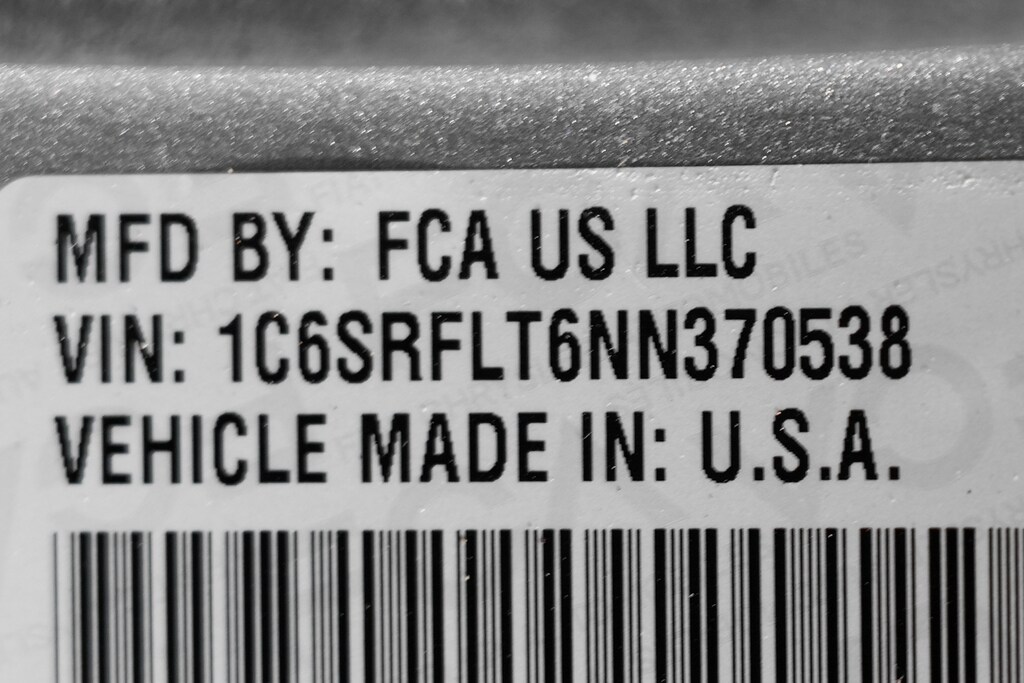 MFD BY: FCA US LLC
VIN: 1C6SRFLT6NN370538
VEHICLE MADE IN: U.S.A.